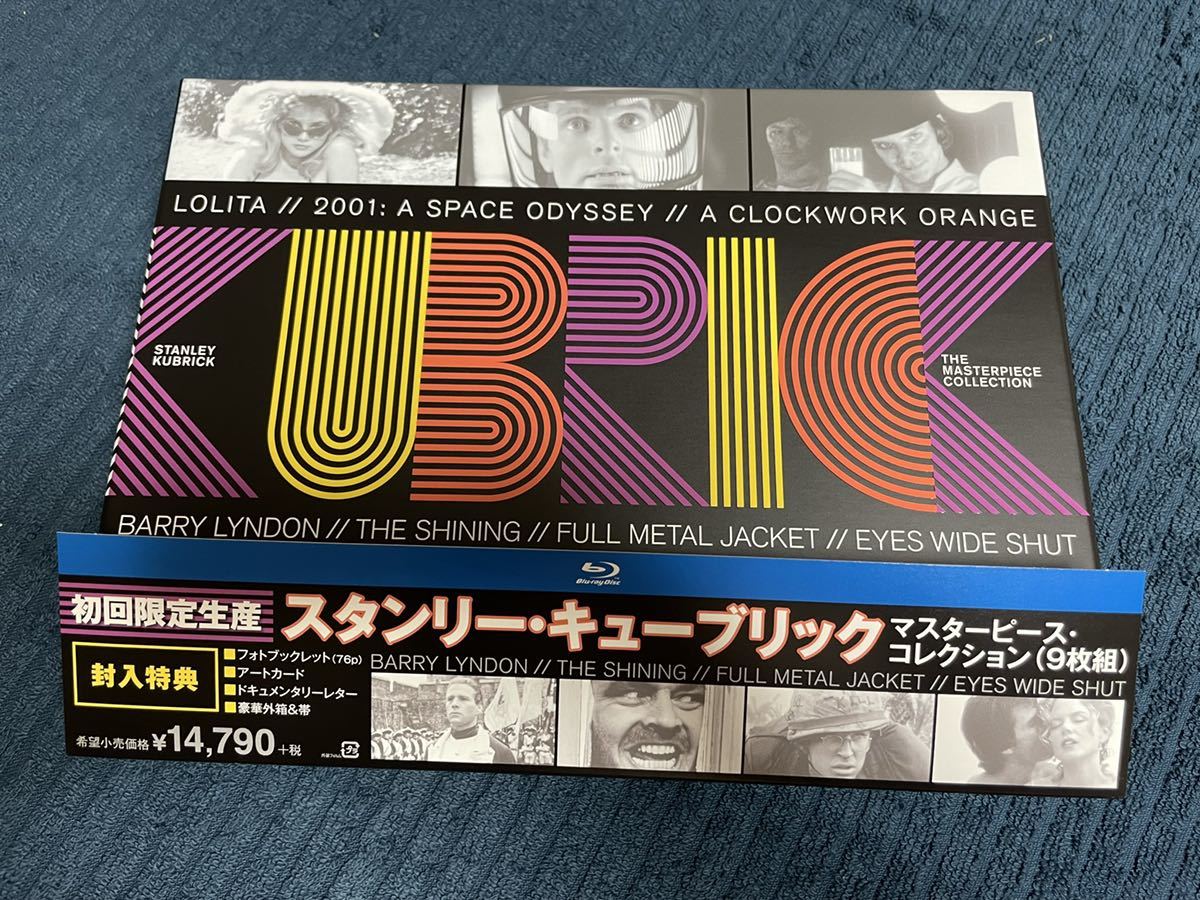 LOLITA // 2001: A SPACE ODYSSEY // A CLOCKWORK ORANGE
KUBRICK
STANLEY
KUBRICK
THE
MASTERPIECE
COLLECTION
BARRY LYNDON // THE SHINING // FULL METAL JACKET // EYES WIDE SHUT
Blu-ray Disc
初回限定生産
スタンリー・キューブリック
マスターピース・
コレクション(9枚組)
封入特典
■フォトブックレット(76p)
■アートカード
■ドキュメンタリーレター
■豪華外箱&帯
BARRY LYNDON // THE SHINING // FULL METAL JACKET // EYES WIDE SHUT
希望小売価格 ¥14,790+税